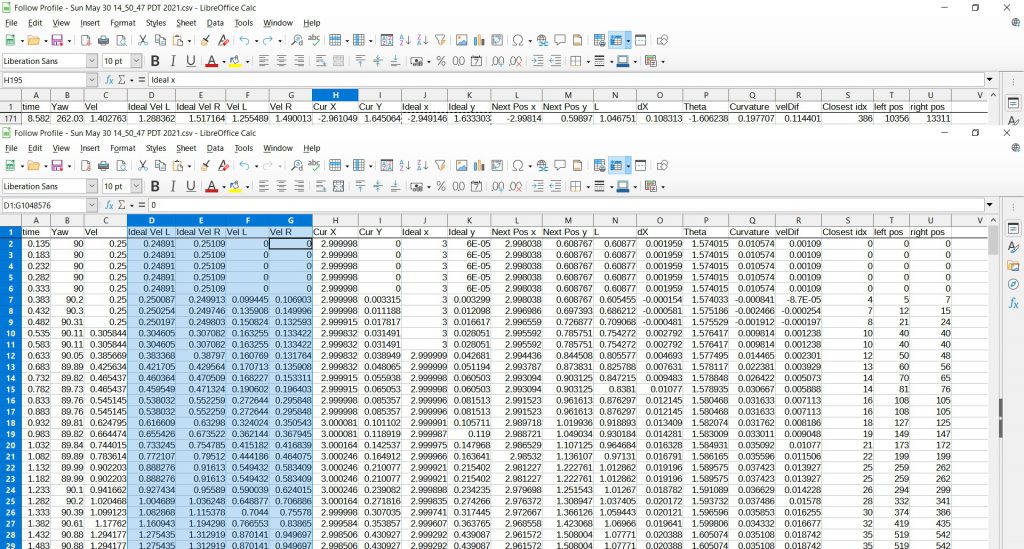 Follow Profile - Sun May 30 14_50_47 PDT 2021.csv - LibreOffice Calc
File Edit View Insert Format Styles Sheet Data Tools Window Help
Liberation Sans 10 pt
H195 Ideal x
A B C D E F G H I J K L M N O P Q R S T U V
1 time Yaw Vel Ideal Vel L Ideal Vel R Vel L Vel R Cur X Cur Y Ideal x Ideal y Next Pos x Next Pos y L dX Theta Curvature velDif Closest idx left pos right pos
171 8.582 262.03 1.402763 1.288362 1.517164 1.255489 1.490013 -2.961049 1.645064 -2.949146 1.633303 -2.99814 0.59897 1.046751 0.108313 -1.606238 0.197707 0.114401 386 10356 13311
Follow Profile - Sun May 30 14_50_47 PDT 2021.csv - LibreOffice Calc
File Edit View Insert Format Styles Sheet Data Tools Window Help
Liberation Sans 10 pt
D1:G1048576 0
A B C D E F G H I J K L M N O P Q R S T U V
1 time Yaw Vel Ideal Vel L Ideal Vel R Vel L Vel R Cur X Cur Y Ideal x Ideal y Next Pos x Next Pos y L dX Theta Curvature velDif Closest idx left pos right pos
2 0.135 90 0.25 0.24891 0.25109 0 0 2.999998 0 3 6E-05 2.998038 0.608767 0.60877 0.001959 1.574015 0.010574 0.00109 0 0 0
3 0.183 90 0.25 0.24891 0.25109 0 0 2.999998 0 3 6E-05 2.998038 0.608767 0.60877 0.001959 1.574015 0.010574 0.00109 0 0 0
4 0.232 90 0.25 0.24891 0.25109 0 0 2.999998 0 3 6E-05 2.998038 0.608767 0.60877 0.001959 1.574015 0.010574 0.00109 0 0 0
5 0.282 90 0.25 0.24891 0.25109 0 0 2.999998 0 3 6E-05 2.998038 0.608767 0.60877 0.001959 1.574015 0.010574 0.00109 0 0 0
6 0.333 90 0.25 0.24891 0.25109 0 0 2.999998 0 3 6E-05 2.998038 0.608767 0.60877 0.001959 1.574015 0.010574 0.00109 0 0 0
7 0.383 90.2 0.25 0.250087 0.249913 0.099445 0.106903 2.999998 0.003315 3 0.003299 2.998038 0.608767 0.605455 -0.000154 1.574033 -0.000841 -8.7E-05 4 5 7
8 0.432 90.3 0.25 0.250254 0.249746 0.135908 0.149996 2.999998 0.011188 3 0.012098 2.996986 0.697393 0.686212 -0.000581 1.575186 -0.002466 -0.000254 7 12 15
9 0.482 90.31 0.25 0.250197 0.249803 0.150824 0.132593 2.999915 0.017817 3 0.016617 2.996559 0.726877 0.709068 -0.000481 1.575529 -0.001912 -0.000197 8 21 24
10 0.535 90.11 0.305844 0.304605 0.307082 0.163255 0.133422 2.999832 0.031491 3 0.028051 2.995592 0.785751 0.754272 0.002792 1.576417 0.009814 0.001238 10 40 40
11 0.583 90.11 0.305844 0.304605 0.307082 0.163255 0.133422 2.999832 0.031491 3 0.028051 2.995592 0.785751 0.754272 0.002792 1.576417 0.009814 0.001238 10 40 40
12 0.633 90.05 0.385669 0.383368 0.38797 0.160769 0.131764 2.999832 0.038949 2.999999 0.042681 2.994436 0.844508 0.805577 0.004693 1.577495 0.014465 0.002301 12 50 48
13 0.683 89.89 0.425634 0.421705 0.429564 0.170713 0.135908 2.999832 0.048065 2.999999 0.051194 2.993787 0.873831 0.825788 0.007631 1.578117 0.022381 0.003929 13 60 56
14 0.732 89.82 0.465437 0.460364 0.470509 0.168227 0.153311 2.999915 0.055938 2.999998 0.060503 2.993094 0.903125 0.847215 0.009483 1.578848 0.026422 0.005073 14 70 65
15 0.782 89.73 0.465437 0.459549 0.471324 0.190602 0.196403 2.999915 0.065053 2.999998 0.060503 2.993094 0.903125 0.8381 0.01077 1.578935 0.030667 0.005888 14 81 76
16 0.833 89.76 0.545145 0.538032 0.552259 0.272644 0.295848 2.999998 0.085357 2.999996 0.081513 2.991523 0.961613 0.876297 0.012145 1.580468 0.031633 0.007113 16 108 105
17 0.883 89.76 0.545145 0.538032 0.552259 0.272644 0.295848 2.999998 0.085357 2.999996 0.081513 2.991523 0.961613 0.876297 0.012145 1.580468 0.031633 0.007113 16 108 105
18 0.932 89.81 0.624795 0.616609 0.63298 0.324024 0.350543 3.000081 0.101102 2.999991 0.105711 2.989718 1.019936 0.918893 0.013409 1.582074 0.031762 0.008186 18 127 125
19 0.983 89.82 0.664474 0.655426 0.673522 0.362144 0.367945 3.000081 0.118919 2.999987 0.119 2.988721 1.049034 0.930184 0.014281 1.583009 0.033011 0.009048 19 149 147
20 1.032 89.84 0.744015 0.733245 0.754785 0.415182 0.416839 3.000164 0.142537 2.999975 0.147968 2.986529 1.107125 0.964684 0.016238 1.584931 0.035092 0.01077 21 173 172
21 1.082 89.89 0.783614 0.772107 0.79512 0.444186 0.464075 3.000246 0.164912 2.999966 0.163641 2.98532 1.136107 0.97131 0.016791 1.586165 0.035596 0.011506 22 199 199
22 1.132 89.99 0.902203 0.888276 0.91613 0.549432 0.583409 3.000246 0.210077 2.999921 0.215402 2.981227 1.222761 1.012862 0.019196 1.589575 0.037423 0.013927 25 259 262
23 1.182 89.99 0.902203 0.888276 0.91613 0.549432 0.583409 3.000246 0.210077 2.999921 0.215402 2.981227 1.222761 1.012862 0.019196 1.589575 0.037423 0.013927 25 259 262
24 1.233 90.1 0.941662 0.927434 0.95589 0.590039 0.624015 3.000246 0.239082 2.999898 0.234235 2.979698 1.251543 1.01267 0.018782 1.591089 0.036629 0.014228 26 294 299
25 1.282 90.2 1.020468 1.004689 1.036248 0.648877 0.706886 3.000164 0.271816 2.999835 0.274266 2.976372 1.308947 1.037405 0.020172 1.593732 0.037486 0.01578 28 332 341
26 1.333 90.39 1.099123 1.082868 1.115378 0.7044 0.75578 2.999998 0.307035 2.999741 0.317445 2.972667 1.366126 1.059443 0.020121 1.596596 0.035853 0.016255 30 374 386
27 1.382 90.61 1.17762 1.160943 1.194298 0.766553 0.83865 2.999584 0.353857 2.999607 0.363765 2.968558 1.423068 1.06966 0.019641 1.599806 0.034332 0.016677 32 419 435
28 1.432 90.88 1.294177 1.275435 1.312919 0.870141 0.949697 2.998506 0.430927 2.999292 0.439087 2.961572 1.508004 1.07771 0.020388 1.605074 0.035108 0.018742 35 519 542
29 1.483 90.88 1.294177 1.275435 1.312919 0.870141 0.949697 2.998506 0.430927 2.999292 0.439087 2.961572 1.508004 1.07771 0.020388 1.605074 0.035108 0.018742 35 519 542